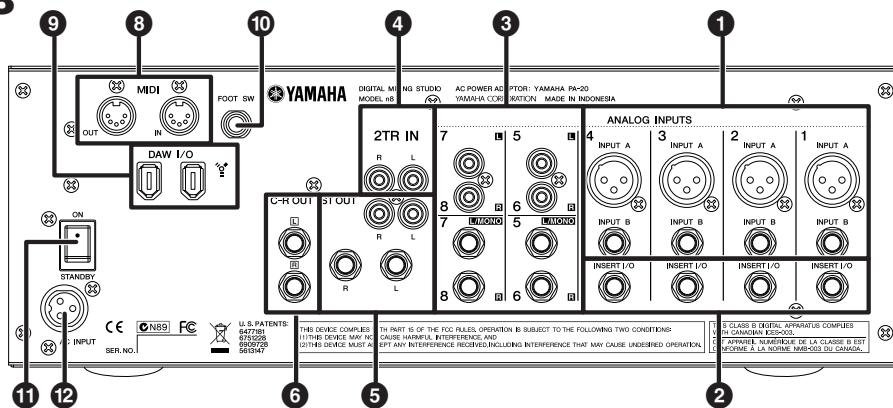 9 8 10 4 3 1
MIDI
OUT IN
FOOT SW
YAMAHA
DIGITAL MIXING STUDIO
MODEL n8
AC POWER ADAPTOR: YAMAHA PA-20
YAMAHA CORPORATION MADE IN INDONESIA
DAW I/O
2TR IN
R L
C-R OUT
L
R
ST OUT
R L
R L
7 L
8 R
7 L/MONO
8 R
5 L
6 R
5 L/MONO
6 R
ANALOG INPUTS
4 3 2 1
INPUT A INPUT A INPUT A INPUT A
INPUT B INPUT B INPUT B INPUT B
INSERT I/O INSERT I/O INSERT I/O INSERT I/O
ON
STANDBY
AC INPUT
CE N89 FC
SER. NO.
U. S. PATENTS:
6477181
6751228
6909728
5613147
THIS DEVICE COMPLIES WITH PART 15 OF THE FCC RULES. OPERATION IS SUBJECT TO THE FOLLOWING TWO CONDITIONS:
(1) THIS DEVICE MAY NOT CAUSE HARMFUL INTERFERENCE, AND
(2) THIS DEVICE MUST ACCEPT ANY INTERFERENCE RECEIVED, INCLUDING INTERFERENCE THAT MAY CAUSE UNDESIRED OPERATION.
THIS CLASS B DIGITAL APPARATUS COMPLIES
WITH CANADIAN ICES-003.
CET APPAREIL NUMÉRIQUE DE LA CLASSE B EST
CONFORME À LA NORME NMB-003 DU CANADA.
11 12 6 5 2